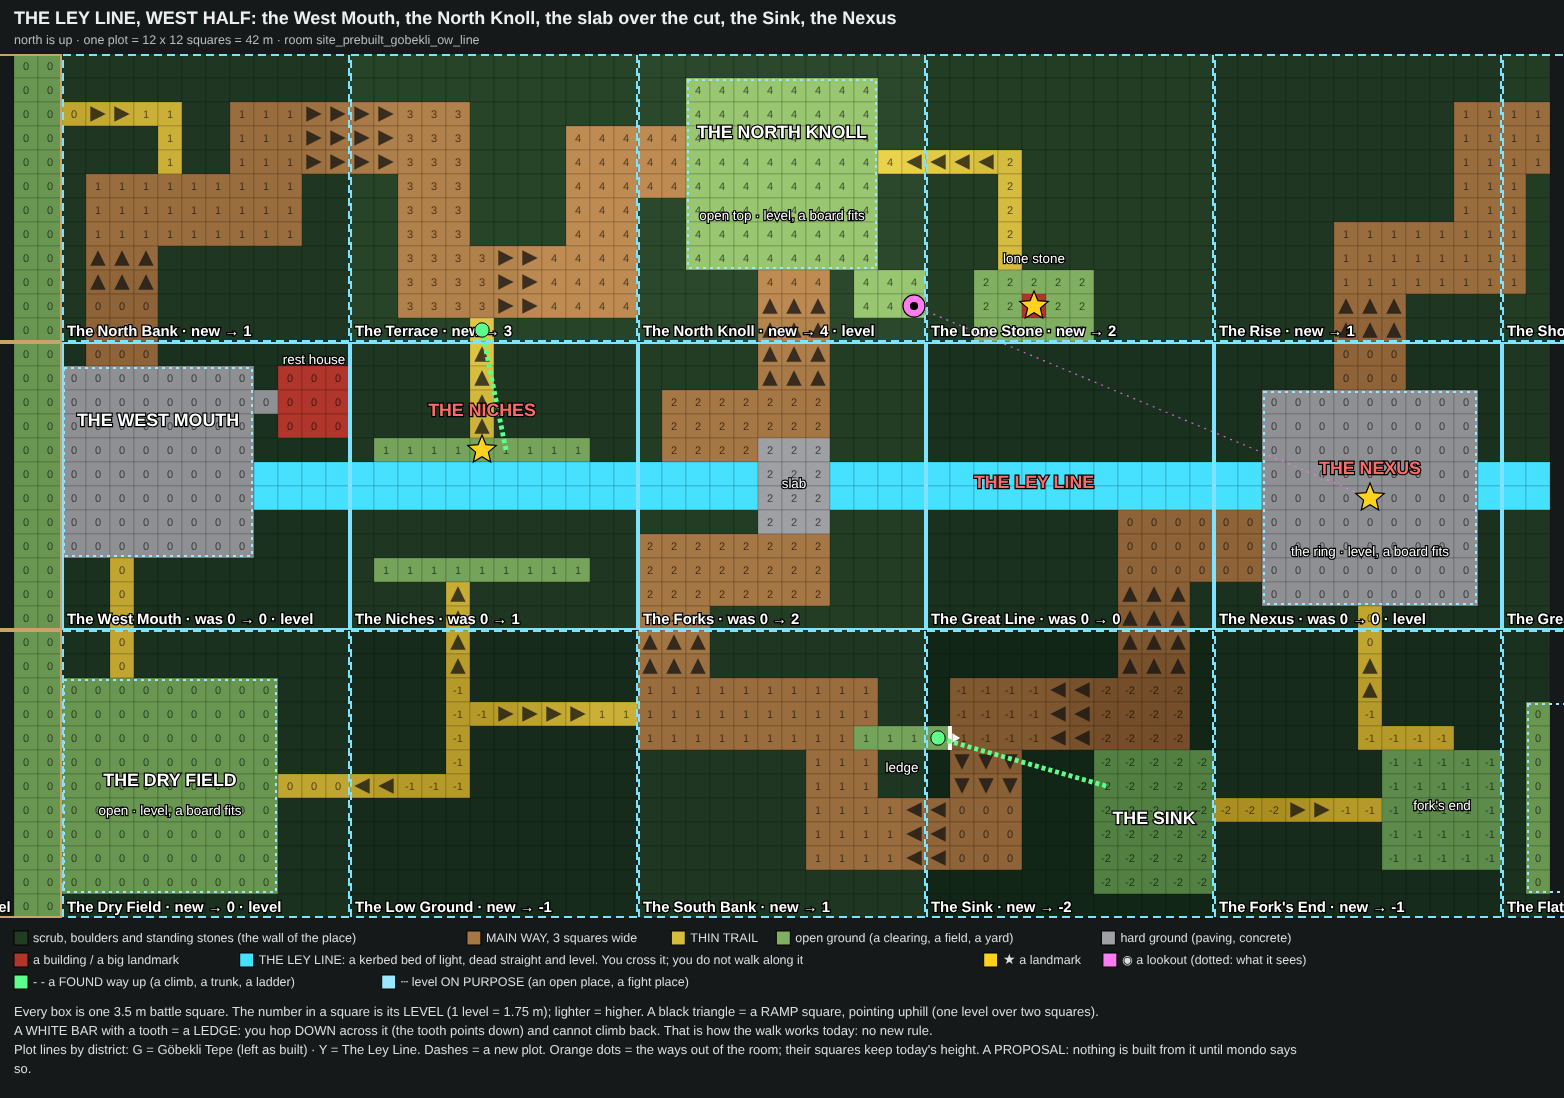 THE LEY LINE, WEST HALF: the West Mouth, the North Knoll, the slab over the cut, the Sink, the Nexus
north is up · one plot = 12 x 12 squares = 42 m · room site_prebuilt_gobekli_ow_line
THE NORTH KNOLL
open top · level, a board fits
lone stone
The North Bank · new → 1
The Terrace · new → 3
The North Knoll · new → 4 · level
The Lone Stone · new → 2
The Rise · new → 1
The Sho
rest house
THE WEST MOUTH
THE NICHES
slab
THE LEY LINE
THE NEXUS
the ring · level, a board fits
The West Mouth · was 0 → 0 · level
The Niches · was 0 → 1
The Forks · was 0 → 2
The Great Line · was 0 → 0
The Nexus · was 0 → 0 · level
The Gre
THE DRY FIELD
open · level, a board fits
ledge
THE SINK
fork's end
el
The Dry Field · new → 0 · level
The Low Ground · new → -1
The South Bank · new → 1
The Sink · new → -2
The Fork's End · new → -1
The Flat
scrub, boulders and standing stones (the wall of the place)
MAIN WAY, 3 squares wide
THIN TRAIL
open ground (a clearing, a field, a yard)
hard ground (paving, concrete)
a building / a big landmark
THE LEY LINE: a kerbed bed of light, dead straight and level. You cross it; you do not walk along it
★ a landmark
◉ a lookout (dotted: what it sees)
- - a FOUND way up (a climb, a trunk, a ladder)
┄ level ON PURPOSE (an open place, a fight place)
Every box is one 3.5 m battle square. The number in a square is its LEVEL (1 level = 1.75 m); lighter = higher. A black triangle = a RAMP square, pointing uphill (one level over two squares).
A WHITE BAR with a tooth = a LEDGE: you hop DOWN across it (the tooth points down) and cannot climb back. That is how the walk works today: no new rule.
Plot lines by district: G = Göbekli Tepe (left as built) · Y = The Ley Line. Dashes = a new plot. Orange dots = the ways out of the room; their squares keep today's height. A PROPOSAL: nothing is built from it until mondo says
so.